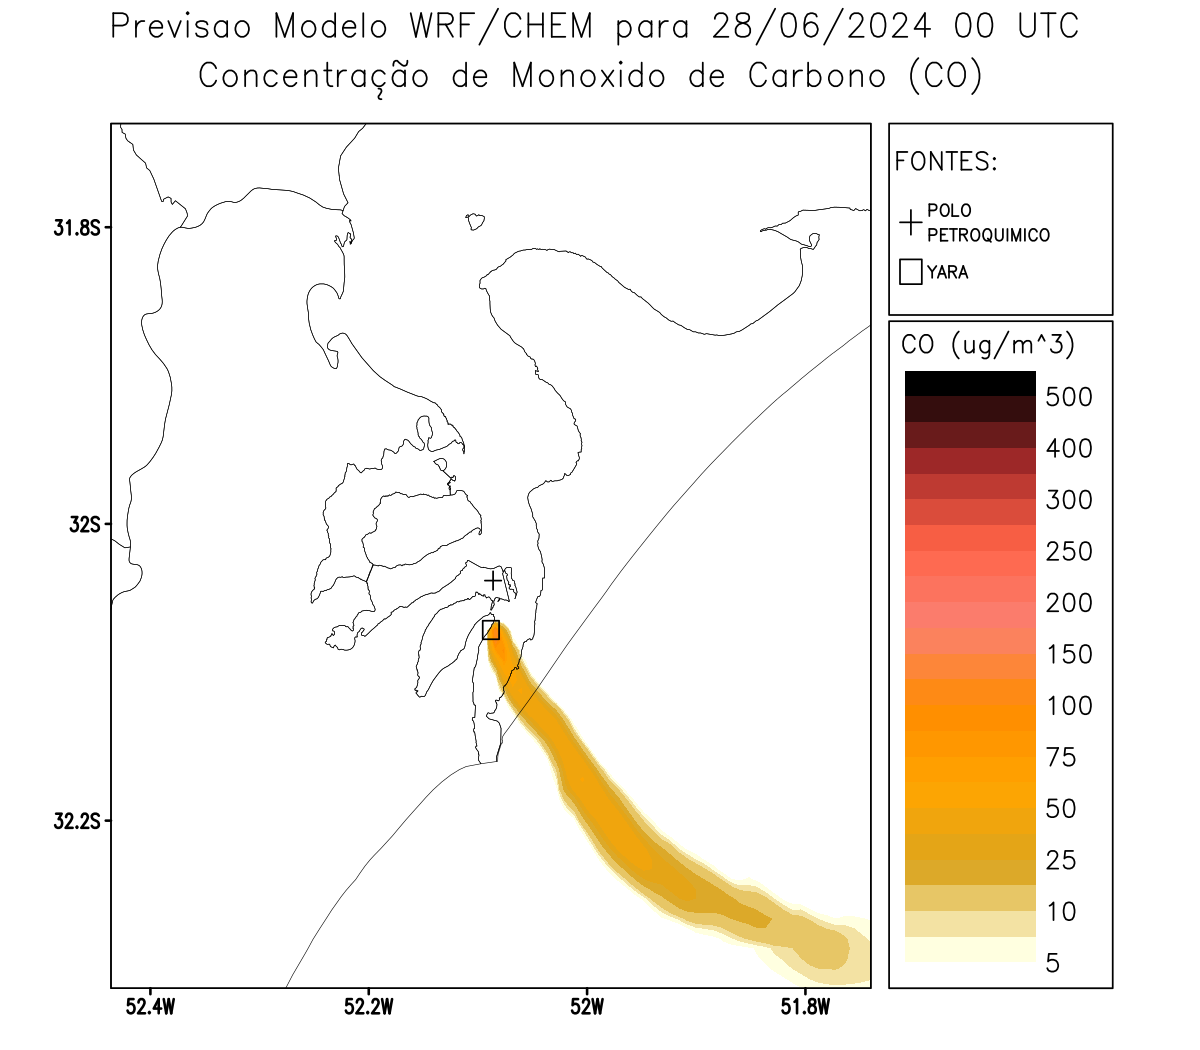 Previsao Modelo WRF/CHEM para 28/06/2024 00 UTC
Concentração de Monoxido de Carbono (CO)
FONTES:
POLO
PETROQUIMICO
YARA
CO (ug/m^3)
500
400
300
250
200
150
100
75
50
25
10
5
31.8S
32S
32.2S
52.4W
52.2W
52W
51.8W